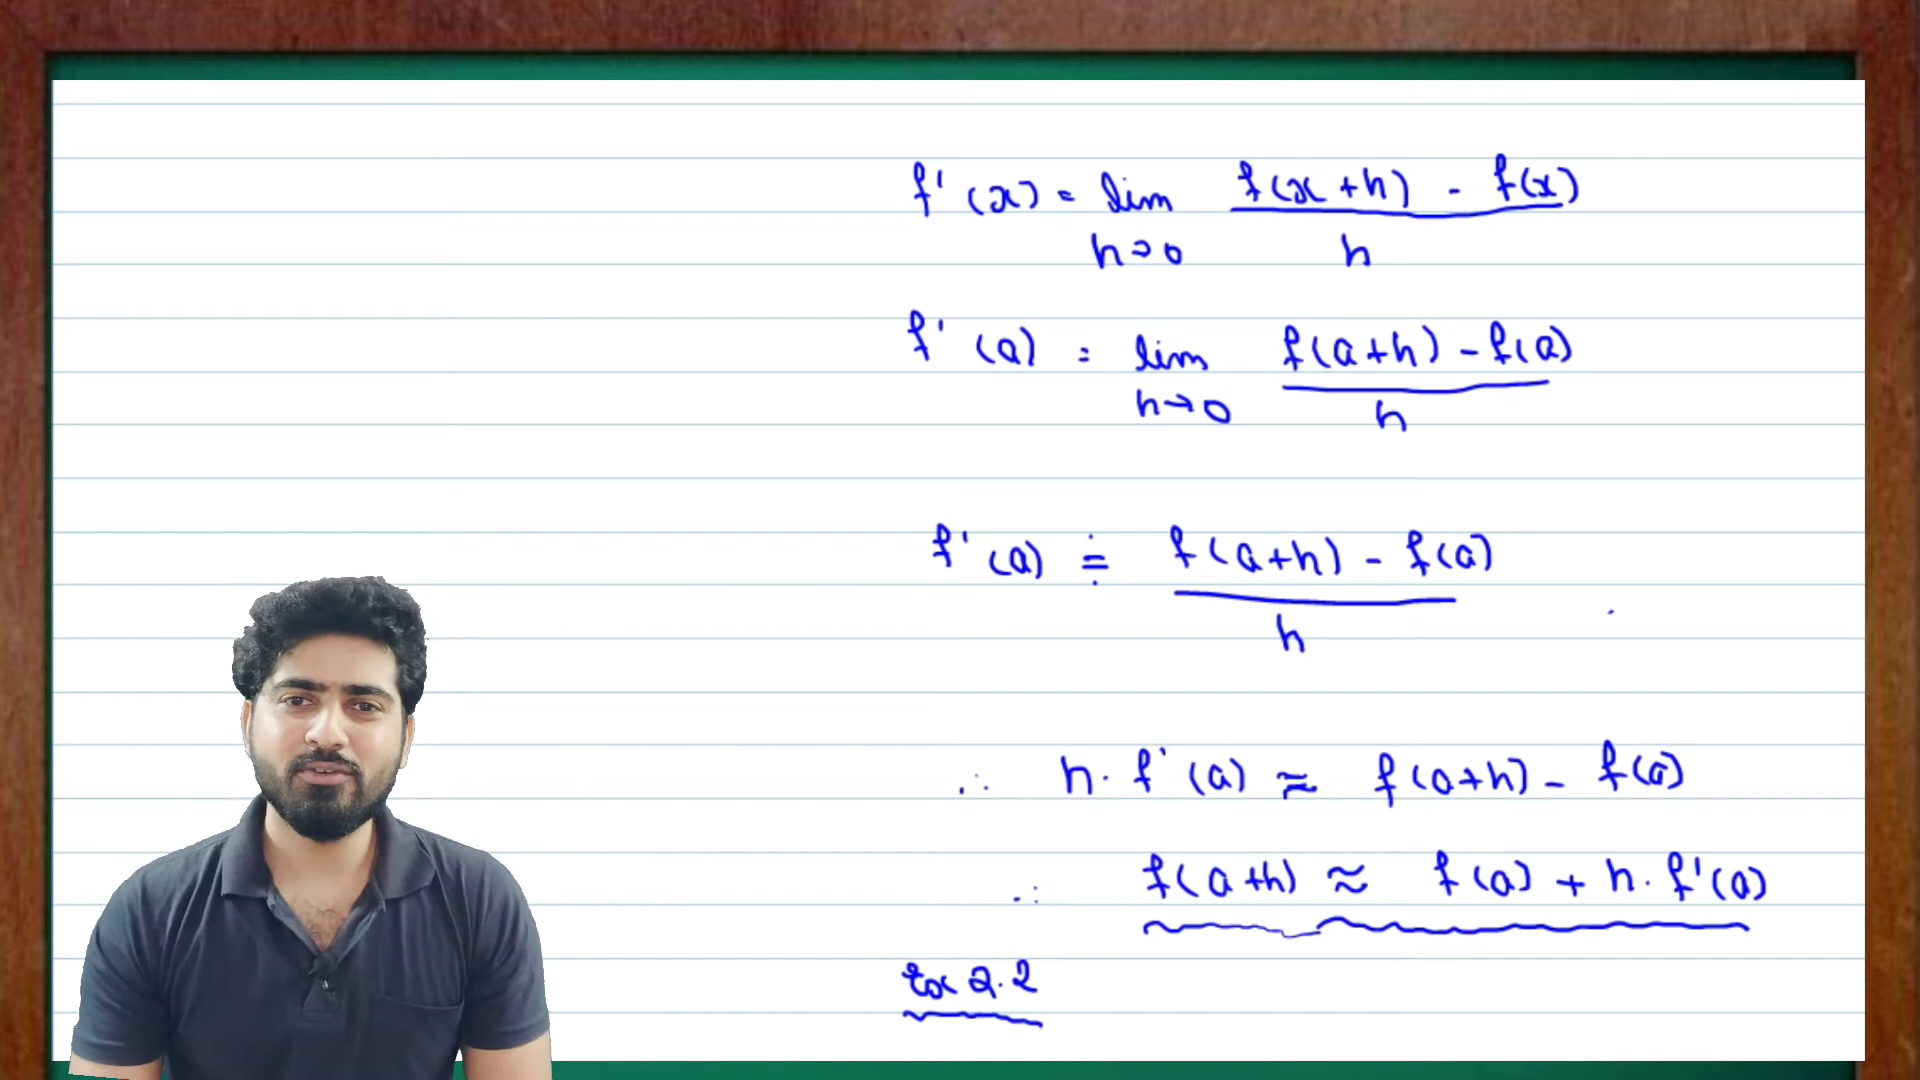 f'(x) = lim f(x+h) - f(x)
h→0 h
f'(a) = lim f(a+h) - f(a)
h→0 h
f'(a) ≑ f(a+h) - f(a)
h
∴ h. f'(a) ≈ f(a+h) - f(a)
∴ f(a+h) ≈ f(a) + h. f'(a)
Ex 2.2